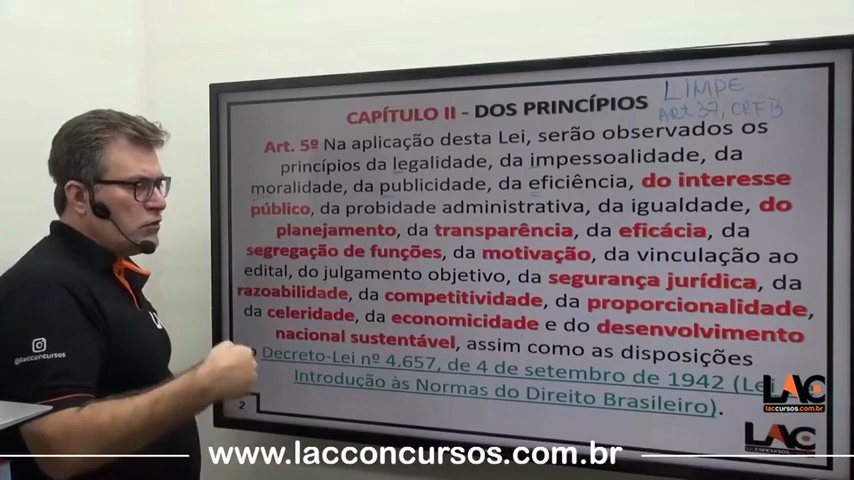 LIMPE
Art 37, CRFB
CAPÍTULO II - DOS PRINCÍPIOS
Art. 5º Na aplicação desta Lei, serão observados os
princípios da legalidade, da impessoalidade, da
moralidade, da publicidade, da eficiência, do interesse
público, da probidade administrativa, da igualdade, do
planejamento, da transparência, da eficácia, da
segregação de funções, da motivação, da vinculação ao
edital, do julgamento objetivo, da segurança jurídica, da
razoabilidade, da competitividade, da proporcionalidade,
da celeridade, da economicidade e do desenvolvimento
nacional sustentável, assim como as disposições
Decreto-Lei nº 4.657, de 4 de setembro de 1942 (Lei
Introdução às Normas do Direito Brasileiro).
2
@lacconcursos
LAC
lacconcursos.com.br
LAC
www.lacconcursos.com.br